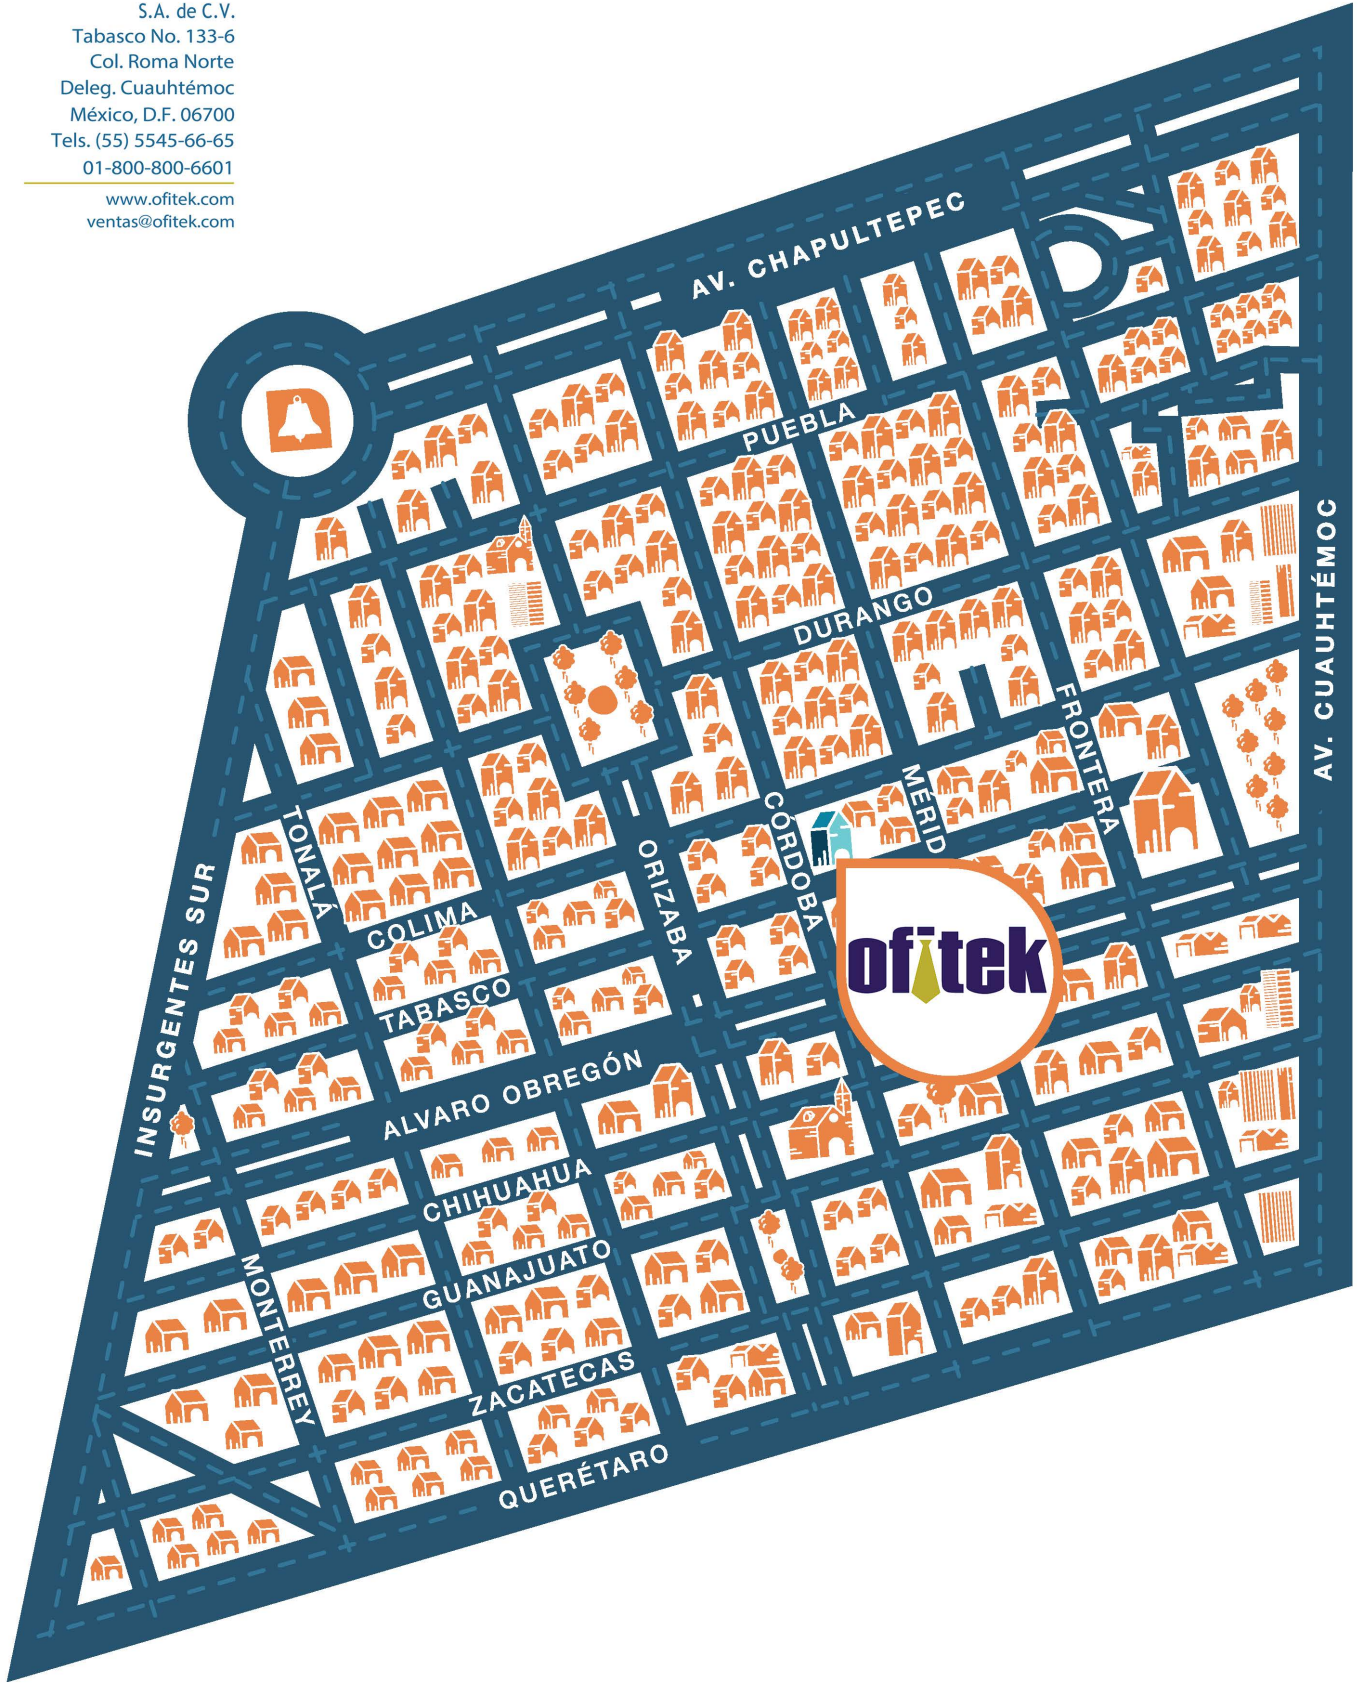 S.A. de C.V.
Tabasco No. 133-6
Col. Roma Norte
Deleg. Cuauhtémoc
México, D.F. 06700
Tels. (55) 5545-66-65
01-800-800-6601
www.ofitek.com
ventas@ofitek.com
AV. CHAPULTEPEC
PUEBLA
DURANGO
AV. CUAUHTÉMOC
FRONTERA
MÉRID
CÓRDOBA
ORIZABA
TONALÁ
COLIMA
TABASCO
INSURGENTES SUR
ofitek
ALVARO OBREGÓN
CHIHUAHUA
GUANAJUATO
MONTERREY
ZACATECAS
QUERÉTARO